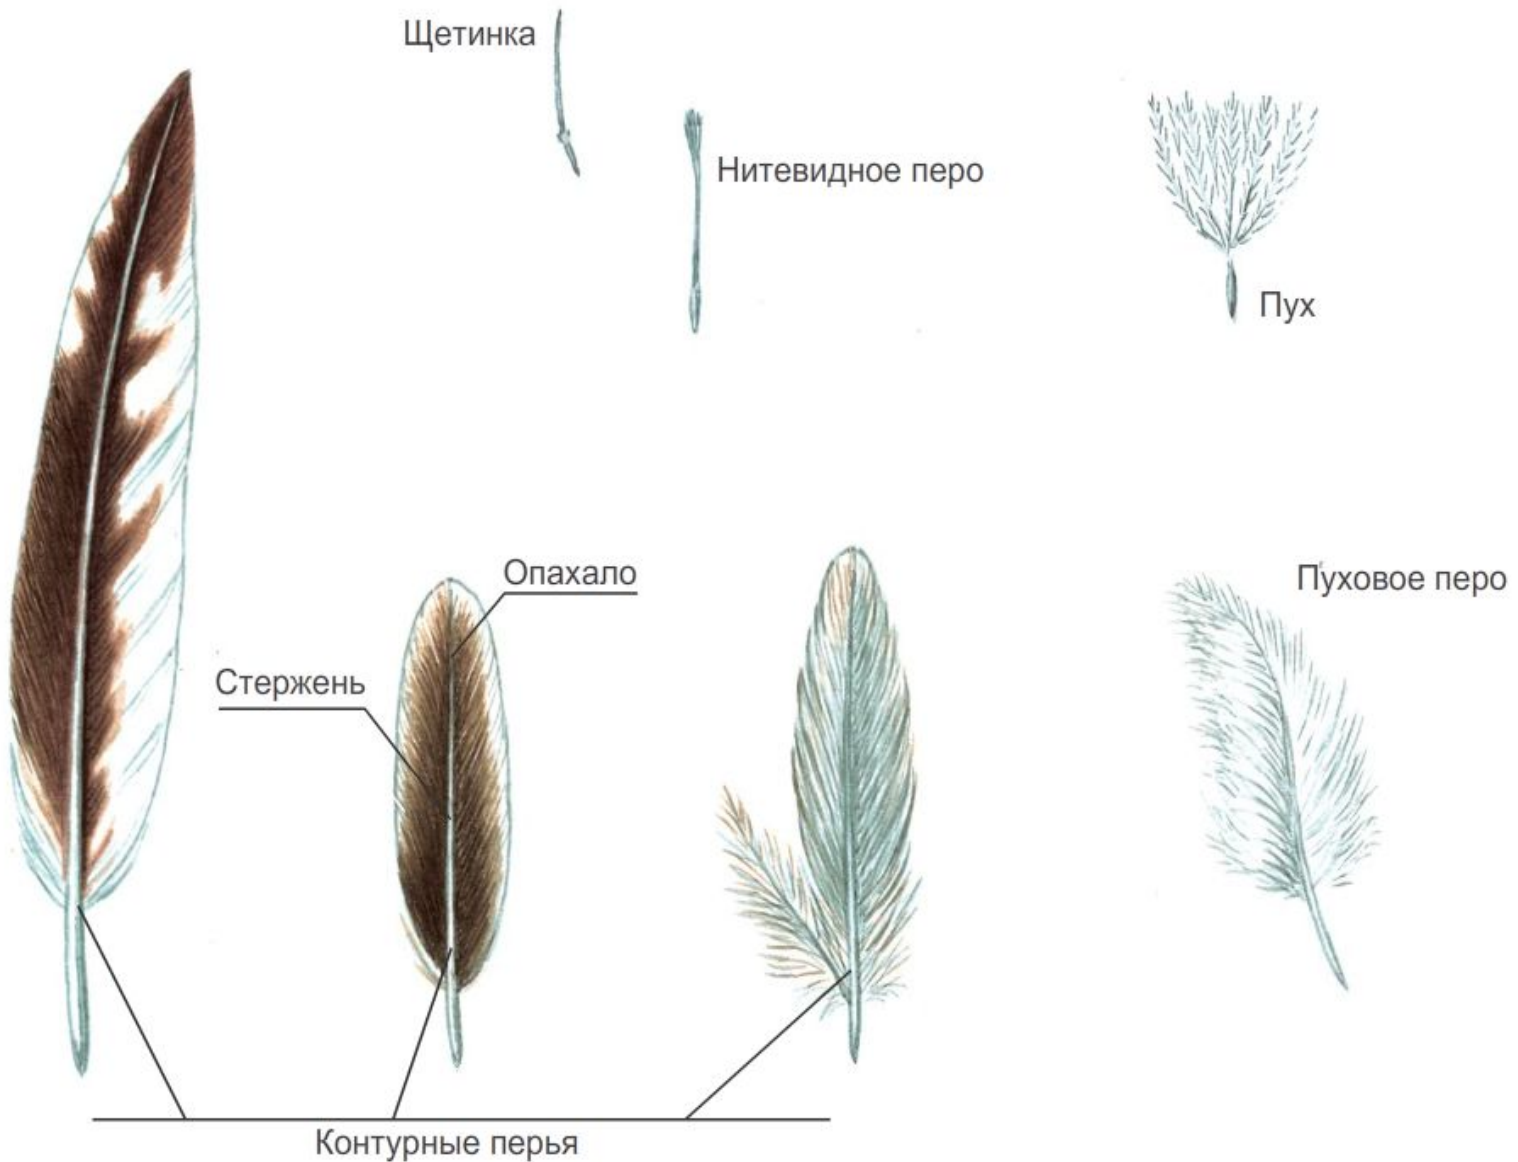 Щетинка
Нитевидное перо
Пух
Опахало
Пуховое перо
Стержень
Контурные перья